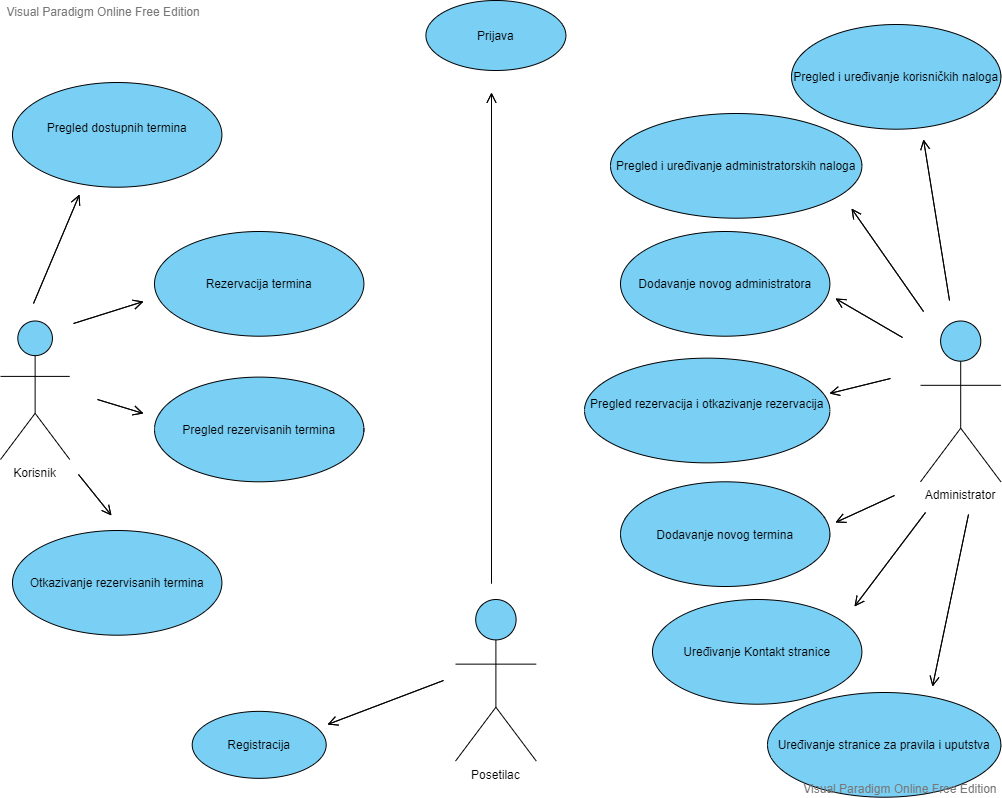 Visual Paradigm Online Free Edition
Prijava
Pregled i uređivanje korisničkih naloga
Pregled dostupnih termina
Pregled i uređivanje administratorskih naloga
Rezervacija termina
Dodavanje novog administratora
Pregled rezervacija i otkazivanje rezervacija
Pregled rezervisanih termina
Korisnik
Administrator
Dodavanje novog termina
Otkazivanje rezervisanih termina
Uređivanje Kontakt stranice
Registracija
Uređivanje stranice za pravila i uputstva
Posetilac
Visual Paradigm Online Free Edition